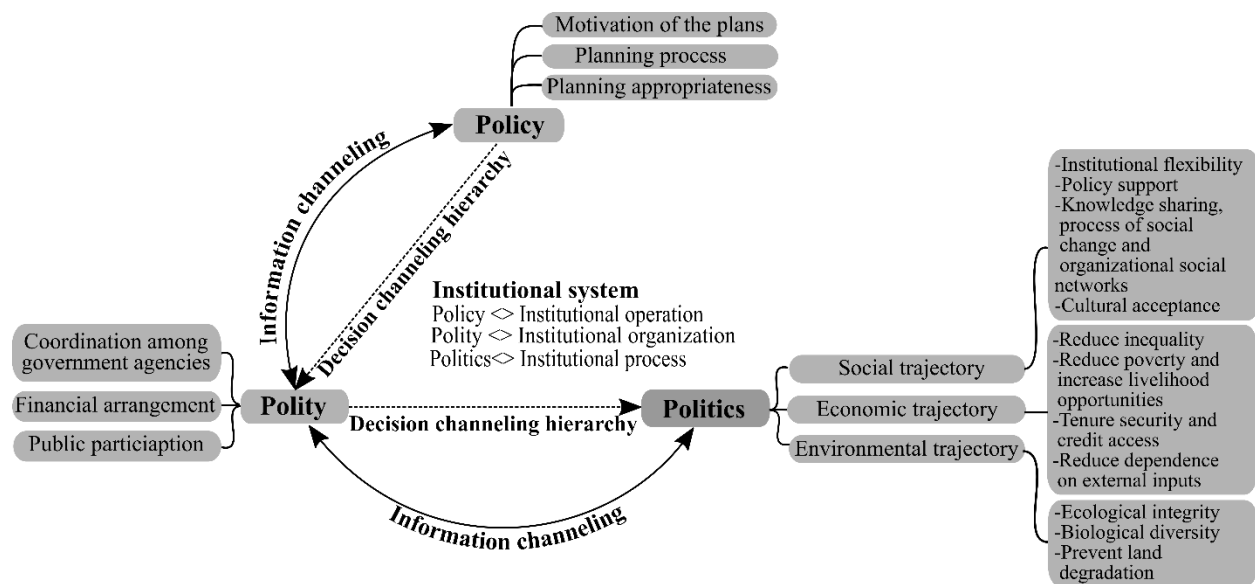 Motivation of the plans
Planning process
Planning appropriateness
Policy
Information channeling
Decision channeling hierarchy
Institutional system
Policy <> Institutional operation
Polity <> Institutional organization
Politics<> Institutional process
Coordination among
government agencies
Financial arrangement
Public particiaption
Polity
Decision channeling hierarchy
Information channeling
Politics
Social trajectory
Economic trajectory
Environmental trajectory
-Institutional flexibility
-Policy support
-Knowledge sharing,
process of social
change and
organizational social
networks
-Cultural acceptance
-Reduce inequality
-Reduce poverty and
increase livelihood
opportunities
-Tenure security and
credit access
-Reduce dependence
on external inputs
-Ecological integrity
-Biological diversity
-Prevent land
degradation